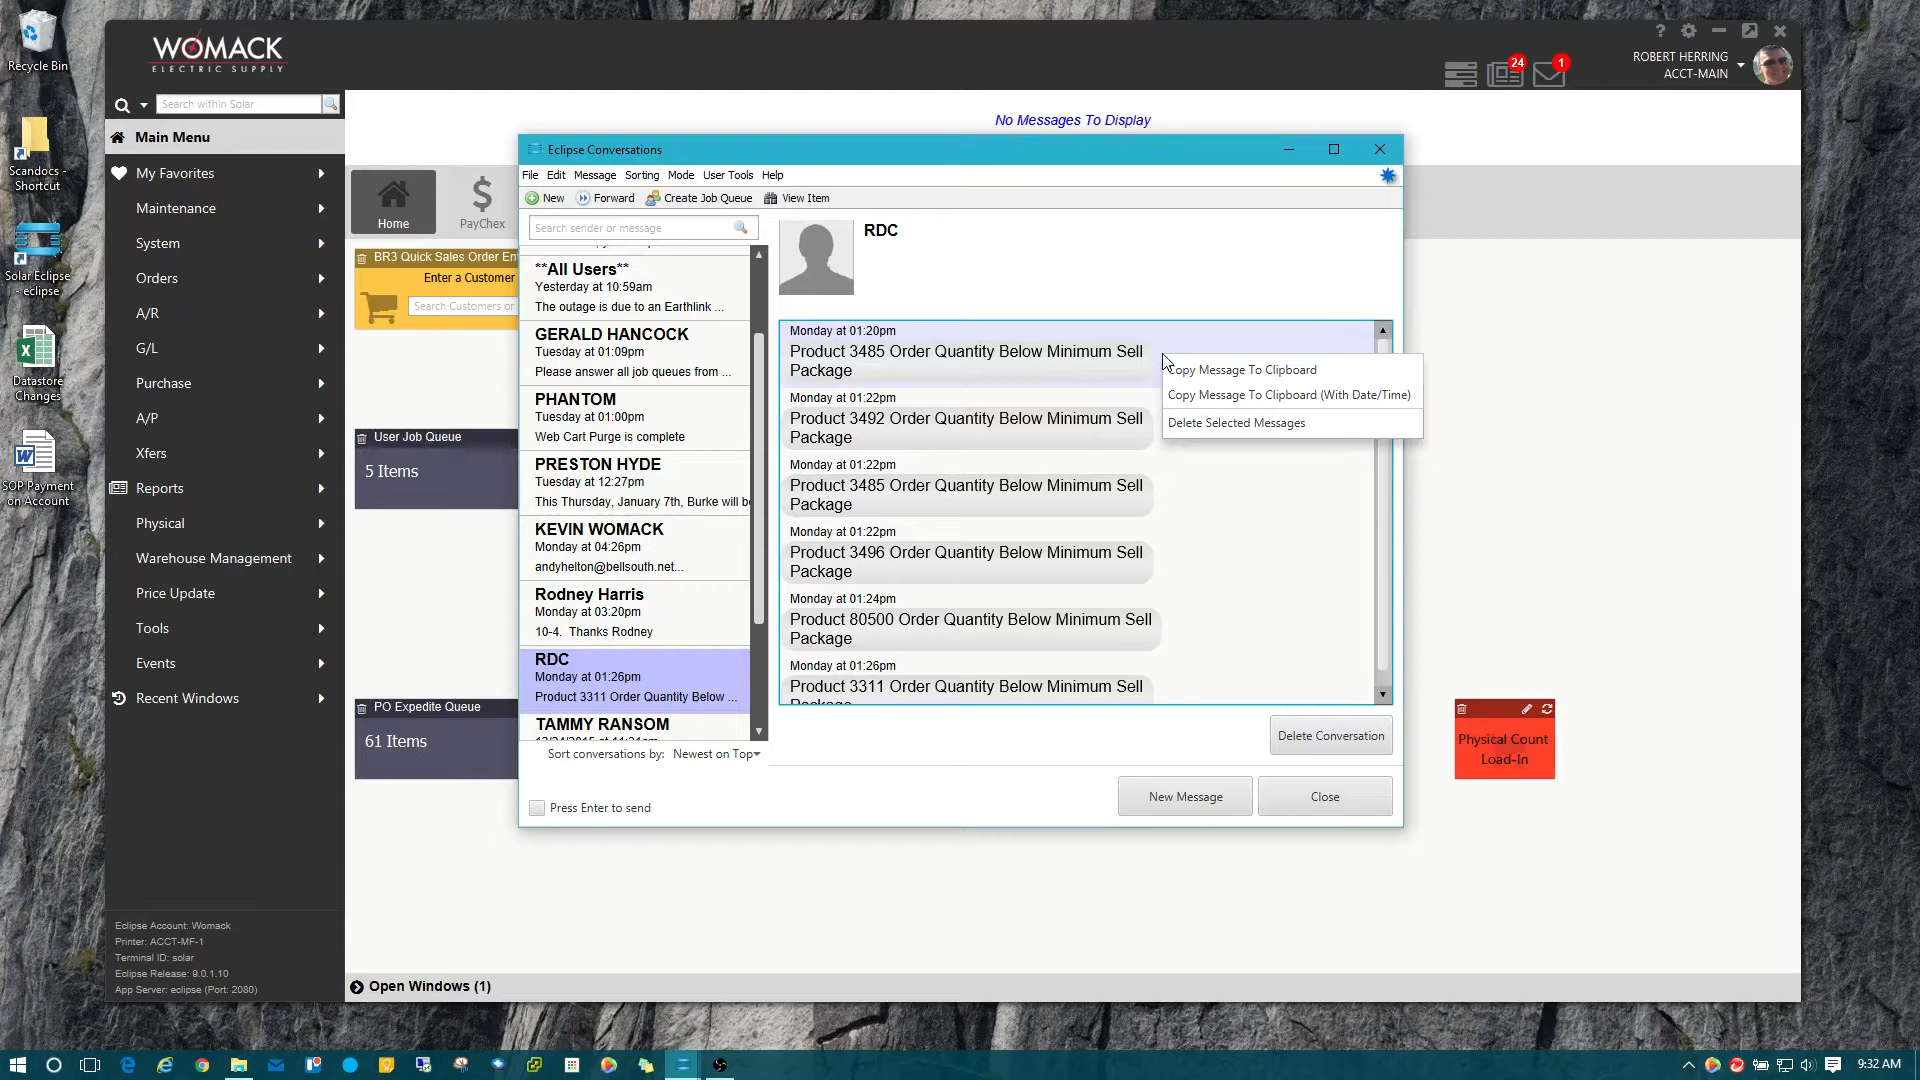 Recycle Bin
Scandocs -
Shortcut
Solar Eclipse
- eclipse
Datastore
Changes
SOP Payment
on Account
WOMACK
ELECTRIC SUPPLY
?
24
1
ROBERT HERRING
ACCT-MAIN
Search within Solar
Main Menu
My Favorites
Maintenance
System
Orders
A/R
G/L
Purchase
A/P
Xfers
Reports
Physical
Warehouse Management
Price Update
Tools
Events
Recent Windows
Eclipse Account: Womack
Printer: ACCT-MF-1
Terminal ID: solar
Eclipse Release: 9.0.1.10
App Server: eclipse (Port: 2080)
No Messages To Display
Home
PayChex
BR3 Quick Sales Order En
Enter a Customer
Search Customers or
User Job Queue
5 Items
PO Expedite Queue
61 Items
Physical Count
Load-In
Open Windows (1)
Eclipse Conversations
File Edit Message Sorting Mode User Tools Help
New Forward Create Job Queue View Item
Search sender or message
**All Users**
Yesterday at 10:59am
The outage is due to an Earthlink ...
GERALD HANCOCK
Tuesday at 01:09pm
Please answer all job queues from ...
PHANTOM
Tuesday at 01:00pm
Web Cart Purge is complete
PRESTON HYDE
Tuesday at 12:27pm
This Thursday, January 7th, Burke will be
KEVIN WOMACK
Monday at 04:26pm
andyhelton@bellsouth.net...
Rodney Harris
Monday at 03:20pm
10-4. Thanks Rodney
RDC
Monday at 01:26pm
Product 3311 Order Quantity Below ...
TAMMY RANSOM
Sort conversations by: Newest on Top
Press Enter to send
RDC
Monday at 01:20pm
Product 3485 Order Quantity Below Minimum Sell
Package
Monday at 01:22pm
Product 3492 Order Quantity Below Minimum Sell
Package
Monday at 01:22pm
Product 3485 Order Quantity Below Minimum Sell
Package
Monday at 01:22pm
Product 3496 Order Quantity Below Minimum Sell
Package
Monday at 01:24pm
Product 80500 Order Quantity Below Minimum Sell
Package
Monday at 01:26pm
Product 3311 Order Quantity Below Minimum Sell
Package
Copy Message To Clipboard
Copy Message To Clipboard (With Date/Time)
Delete Selected Messages
Delete Conversation
New Message
Close
9:32 AM